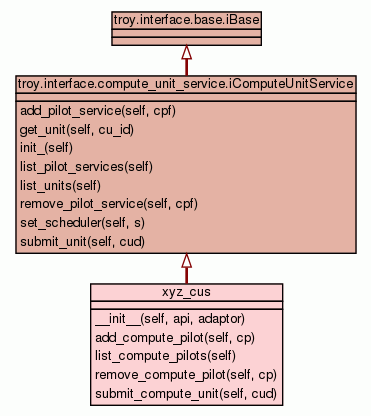 troy.interface.base.iBase
troy.interface.compute_unit_service.iComputeUnitService
add_pilot_service(self, cpf)
get_unit(self, cu_id)
init_(self)
list_pilot_services(self)
list_units(self)
remove_pilot_service(self, cpf)
set_scheduler(self, s)
submit_unit(self, cud)
xyz_cus
__init__(self, api, adaptor)
add_compute_pilot(self, cp)
list_compute_pilots(self)
remove_compute_pilot(self, cp)
submit_compute_unit(self, cud)